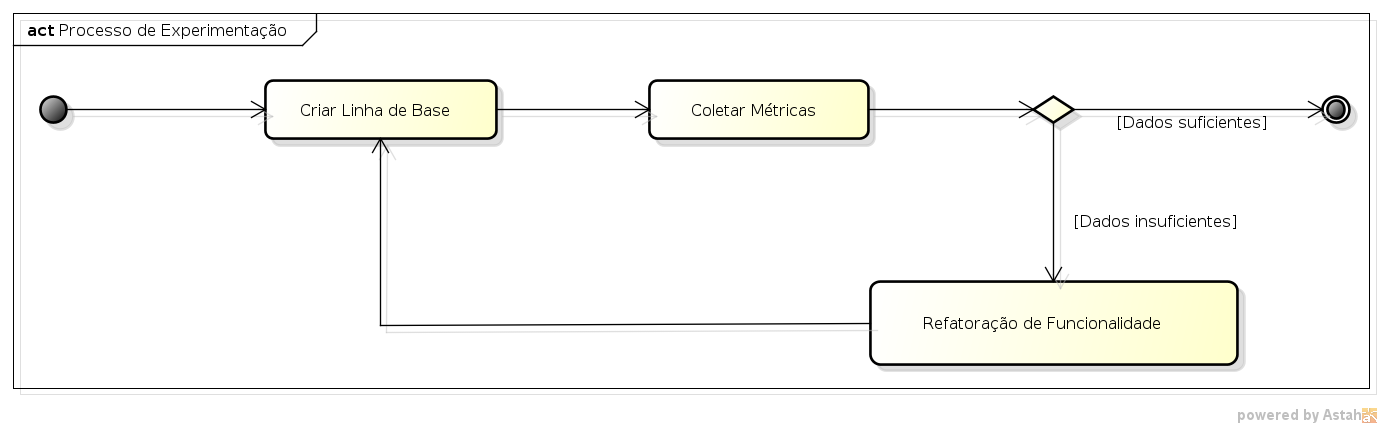 act Processo de Experimentação
Criar Linha de Base
Coletar Métricas
[Dados suficientes]
[Dados insuficientes]
Refatoração de Funcionalidade
powered by Astah